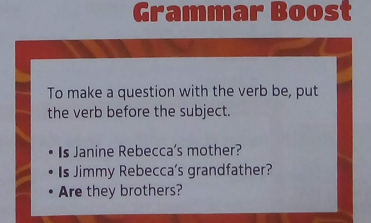 Grammar Boost
To make a question with the verb be, put
the verb before the subject.
• Is Janine Rebecca's mother?
• Is Jimmy Rebecca's grandfather?
• Are they brothers?